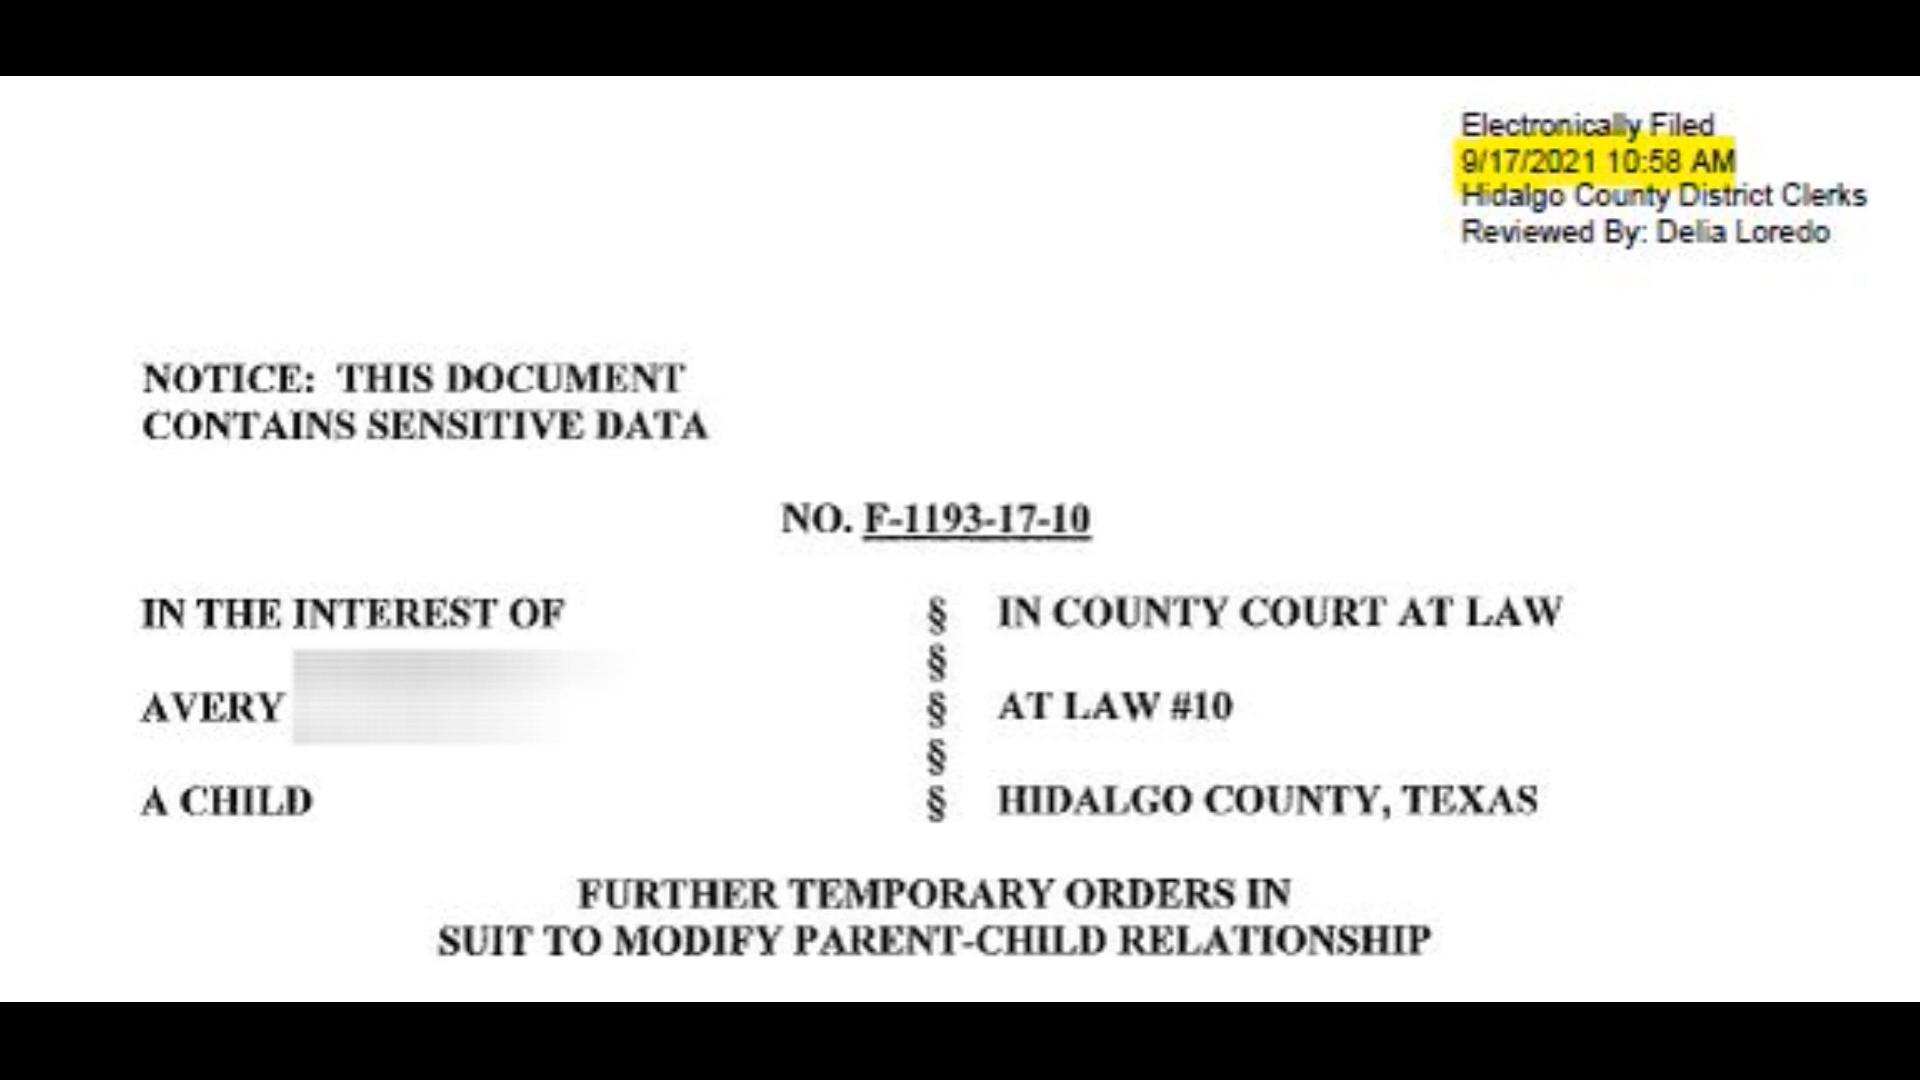 Electronically Filed
9/17/2021 10:58 AM
Hidalgo County District Clerks
Reviewed By: Delia Loredo
NOTICE: THIS DOCUMENT
CONTAINS SENSITIVE DATA
NO. F-1193-17-10
IN THE INTEREST OF § IN COUNTY COURT AT LAW
§
AVERY § AT LAW #10
§
A CHILD § HIDALGO COUNTY, TEXAS
FURTHER TEMPORARY ORDERS IN
SUIT TO MODIFY PARENT-CHILD RELATIONSHIP